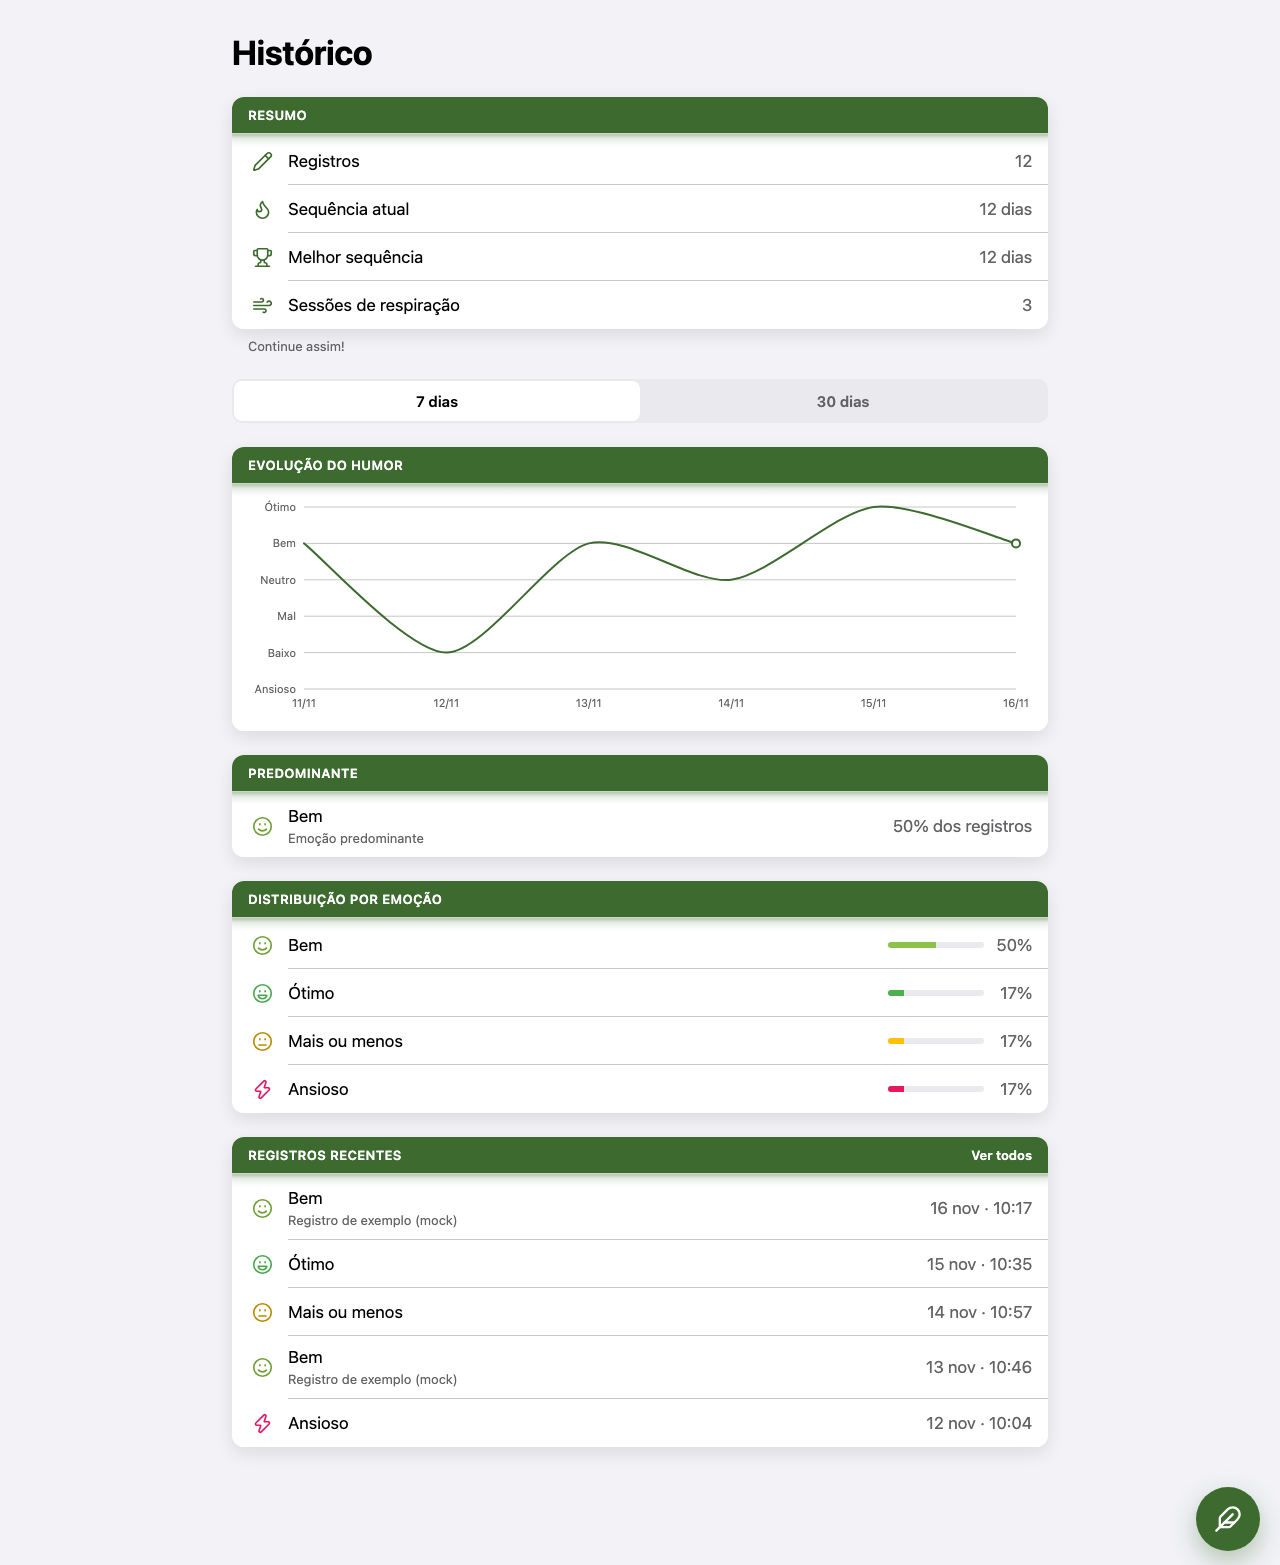 Histórico
RESUMO
Registros 12
Sequência atual 12 dias
Melhor sequência 12 dias
Sessões de respiração 3
Continue assim!
7 dias 30 dias
EVOLUÇÃO DO HUMOR
Ótimo
Bem
Neutro
Mal
Baixo
Ansioso
11/11 12/11 13/11 14/11 15/11 16/11
PREDOMINANTE
Bem
Emoção predominante
50% dos registros
DISTRIBUIÇÃO POR EMOÇÃO
Bem 50%
Ótimo 17%
Mais ou menos 17%
Ansioso 17%
REGISTROS RECENTES Ver todos
Bem
Registro de exemplo (mock)
16 nov · 10:17
Ótimo 15 nov · 10:35
Mais ou menos 14 nov · 10:57
Bem
Registro de exemplo (mock)
13 nov · 10:46
Ansioso 12 nov · 10:04